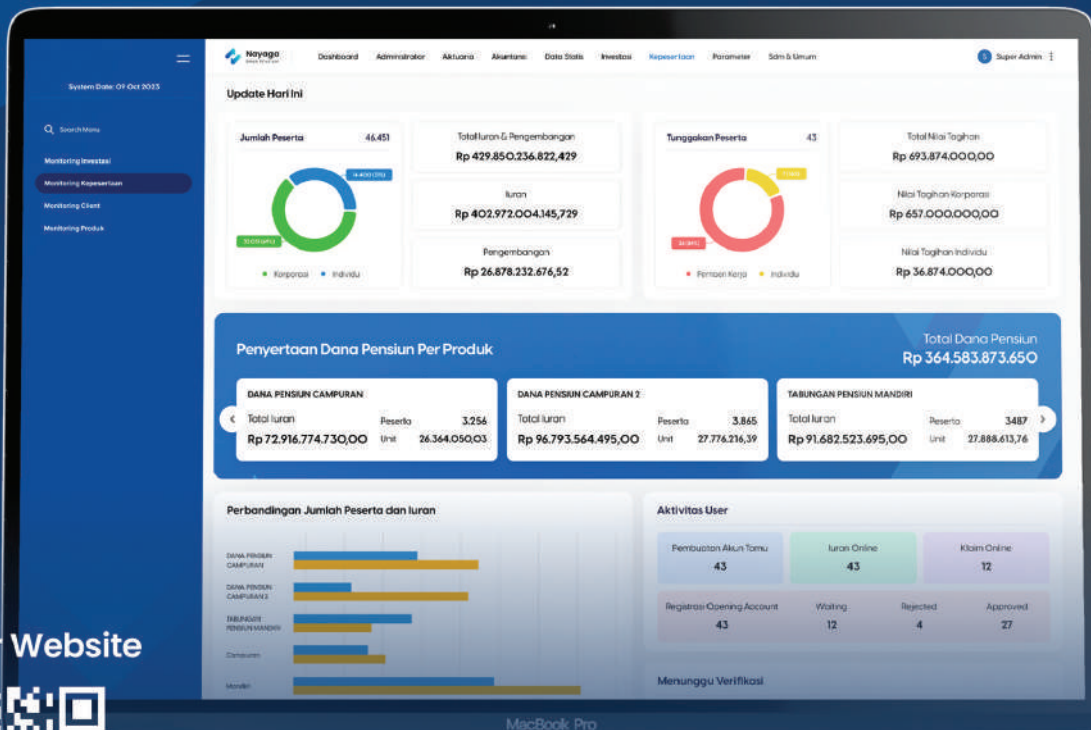 Nayaga
Dashboard Administrator Aktuaria Akuntansi Data Statis Investasi Kepesertaan Parameter Sdm & Umum
S Super Admin
System Date: 09 Oct 2023
Search Menu
Monitoring Investasi
Monitoring Kepesertaan
Monitoring Client
Monitoring Produk
Update Hari Ini
Jumlah Peserta 46.451
Korporasi Individu
Total Iuran & Pengembangan
Rp 429.850.236.822,429
Iuran
Rp 402.972.004.145,729
Pengembangan
Rp 26.878.232.676,52
Tunggakan Peserta 43
Pemberi Kerja Individu
Total Nilai Tagihan
Rp 693.874.000,00
Nilai Tagihan Korporasi
Rp 657.000.000,00
Nilai Tagihan Individu
Rp 36.874.000,00
Penyertaan Dana Pensiun Per Produk
Total Dana Pensiun
Rp 364.583.873.650
DANA PENSIUN CAMPURAN
Total Iuran Peserta 3.256
Rp 72.916.774.730,00 Unit 26.364.050,03
DANA PENSIUN CAMPURAN 2
Total Iuran Peserta 3.865
Rp 96.793.564.495,00 Unit 27.776.216,39
TABUNGAN PENSIUN MANDIRI
Total Iuran Peserta 3487
Rp 91.682.523.695,00 Unit 27.888.613,76
Perbandingan Jumlah Peserta dan Iuran
DANA PENSIUN
CAMPURAN
DANA PENSIUN
CAMPURAN 2
TABUNGAN
PENSIUN MANDIRI
Campuran
Mandiri
Aktivitas User
Pembuatan Akun Tamu
43
Iuran Online
43
Klaim Online
12
Registrasi Opening Account Waiting Rejected Approved
43 12 4 27
Menunggu Verifikasi
Website
MacBook Pro